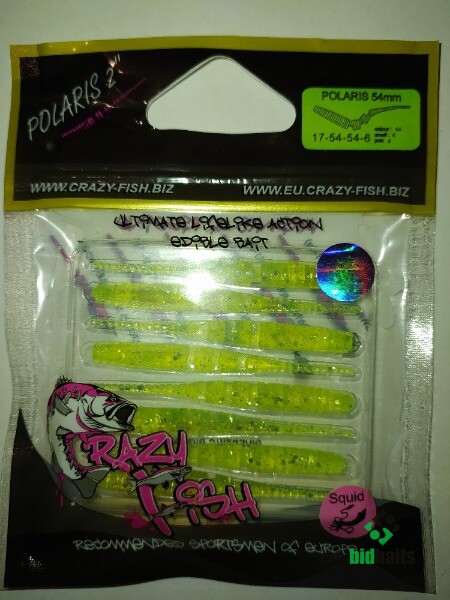 POLARIS 2"
POLARIS 54mm
17-54-54-6
WWW.CRAZY-FISH.BIZ
WWW.EU.CRAZY-FISH.BIZ
ULTIMATE LIFELIKE ACTION
EDIBLE BAIT
CRAZY
FISH
Squid
bidbaits
RECOMMENDED SPORTSMEN OF EUROPE